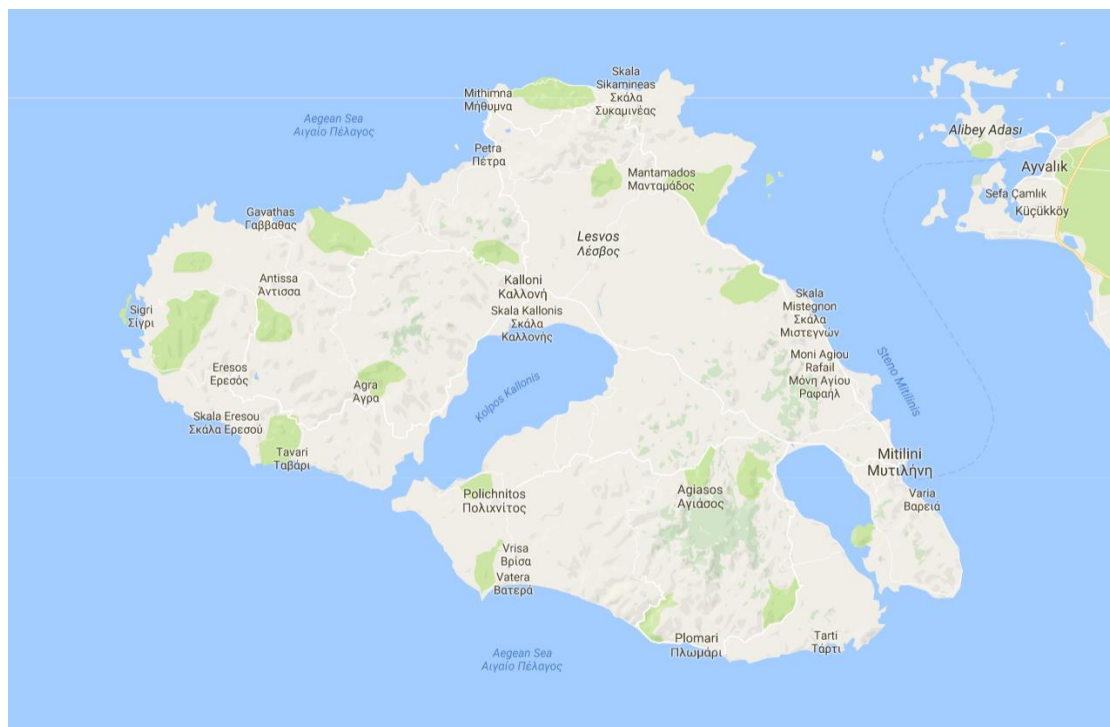 Skala
Sikamineas
Σκάλα
Συκαμινέας
Mithimna
Μήθυμνα
Aegean Sea
Αιγαίο Πέλαγος
Alibey Adası
Petra
Πέτρα
Ayvalık
Mantamados
Μανταμάδος
Sefa Çamlık
Küçükköy
Gavathas
Γαββαθας
Lesvos
Λέσβος
Antissa
Άντισσα
Kalloni
Καλλονή
Skala Kallonis
Σκάλα
Καλλονής
Skala
Mistegnon
Σκάλα
Μιστεγνών
Sigri
Σίγρι
Moni Agiou
Rafail
Μόνη Αγίου
Ραφαήλ
Steno Mitilinis
Eresos
Ερεσός
Agra
Άγρα
Kolpos Kallonis
Skala Eresou
Σκάλα Ερεσού
Tavari
Ταβάρι
Mitilini
Μυτιλήνη
Polichnitos
Πολιχνίτος
Agiasos
Αγιάσος
Varia
Βαρειά
Vrisa
Βρίσα
Vatera
Βατερά
Plomari
Πλωμάρι
Tarti
Τάρτι
Aegean Sea
Αιγαίο Πέλαγος